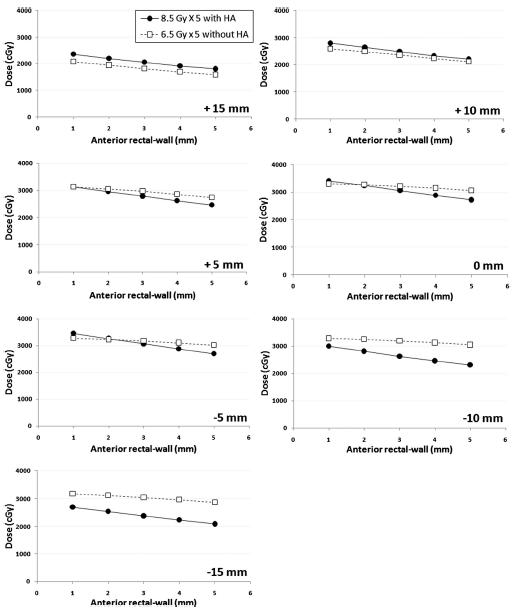 8.5 Gy X 5 with HA
6.5 Gy x 5 without HA
Dose (cGy)
4000
3000
2000
1000
0
+ 15 mm
0 1 2 3 4 5 6
Anterior rectal-wall (mm)
Dose (cGy)
4000
3000
2000
1000
0
+ 10 mm
0 1 2 3 4 5 6
Anterior rectal-wall (mm)
Dose (cGy)
4000
3000
2000
1000
0
+ 5 mm
0 1 2 3 4 5 6
Anterior rectal-wall (mm)
Dose (cGy)
4000
3000
2000
1000
0
0 mm
0 1 2 3 4 5 6
Anterior rectal-wall (mm)
Dose (cGy)
4000
3000
2000
1000
0
-5 mm
0 1 2 3 4 5 6
Anterior rectal-wall (mm)
Dose (cGy)
4000
3000
2000
1000
0
-10 mm
0 1 2 3 4 5 6
Anterior rectal-wall (mm)
Dose (cGy)
4000
3000
2000
1000
0
-15 mm
0 1 2 3 4 5 6
Anterior rectal-wall (mm)